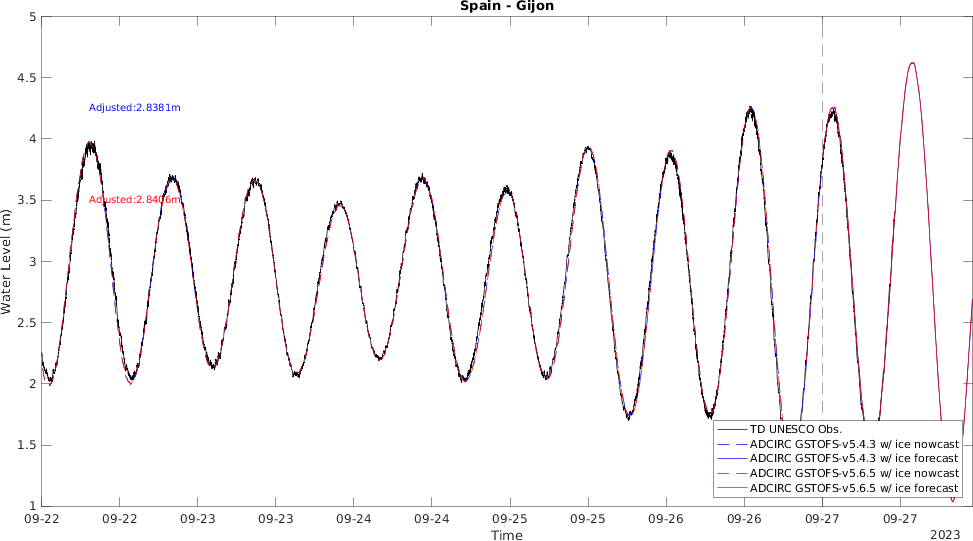 Spain - Gijon
5
4.5
4
3.5
3
2.5
2
1.5
1
Water Level (m)
Adjusted:2.8381m
Adjusted:2.8406m
TD UNESCO Obs.
ADCIRC GSTOFS-v5.4.3 w/ ice nowcast
ADCIRC GSTOFS-v5.4.3 w/ ice forecast
ADCIRC GSTOFS-v5.6.5 w/ ice nowcast
ADCIRC GSTOFS-v5.6.5 w/ ice forecast
09-22 09-22 09-23 09-23 09-24 09-24 09-25 09-25 09-26 09-26 09-27 09-27
Time
2023